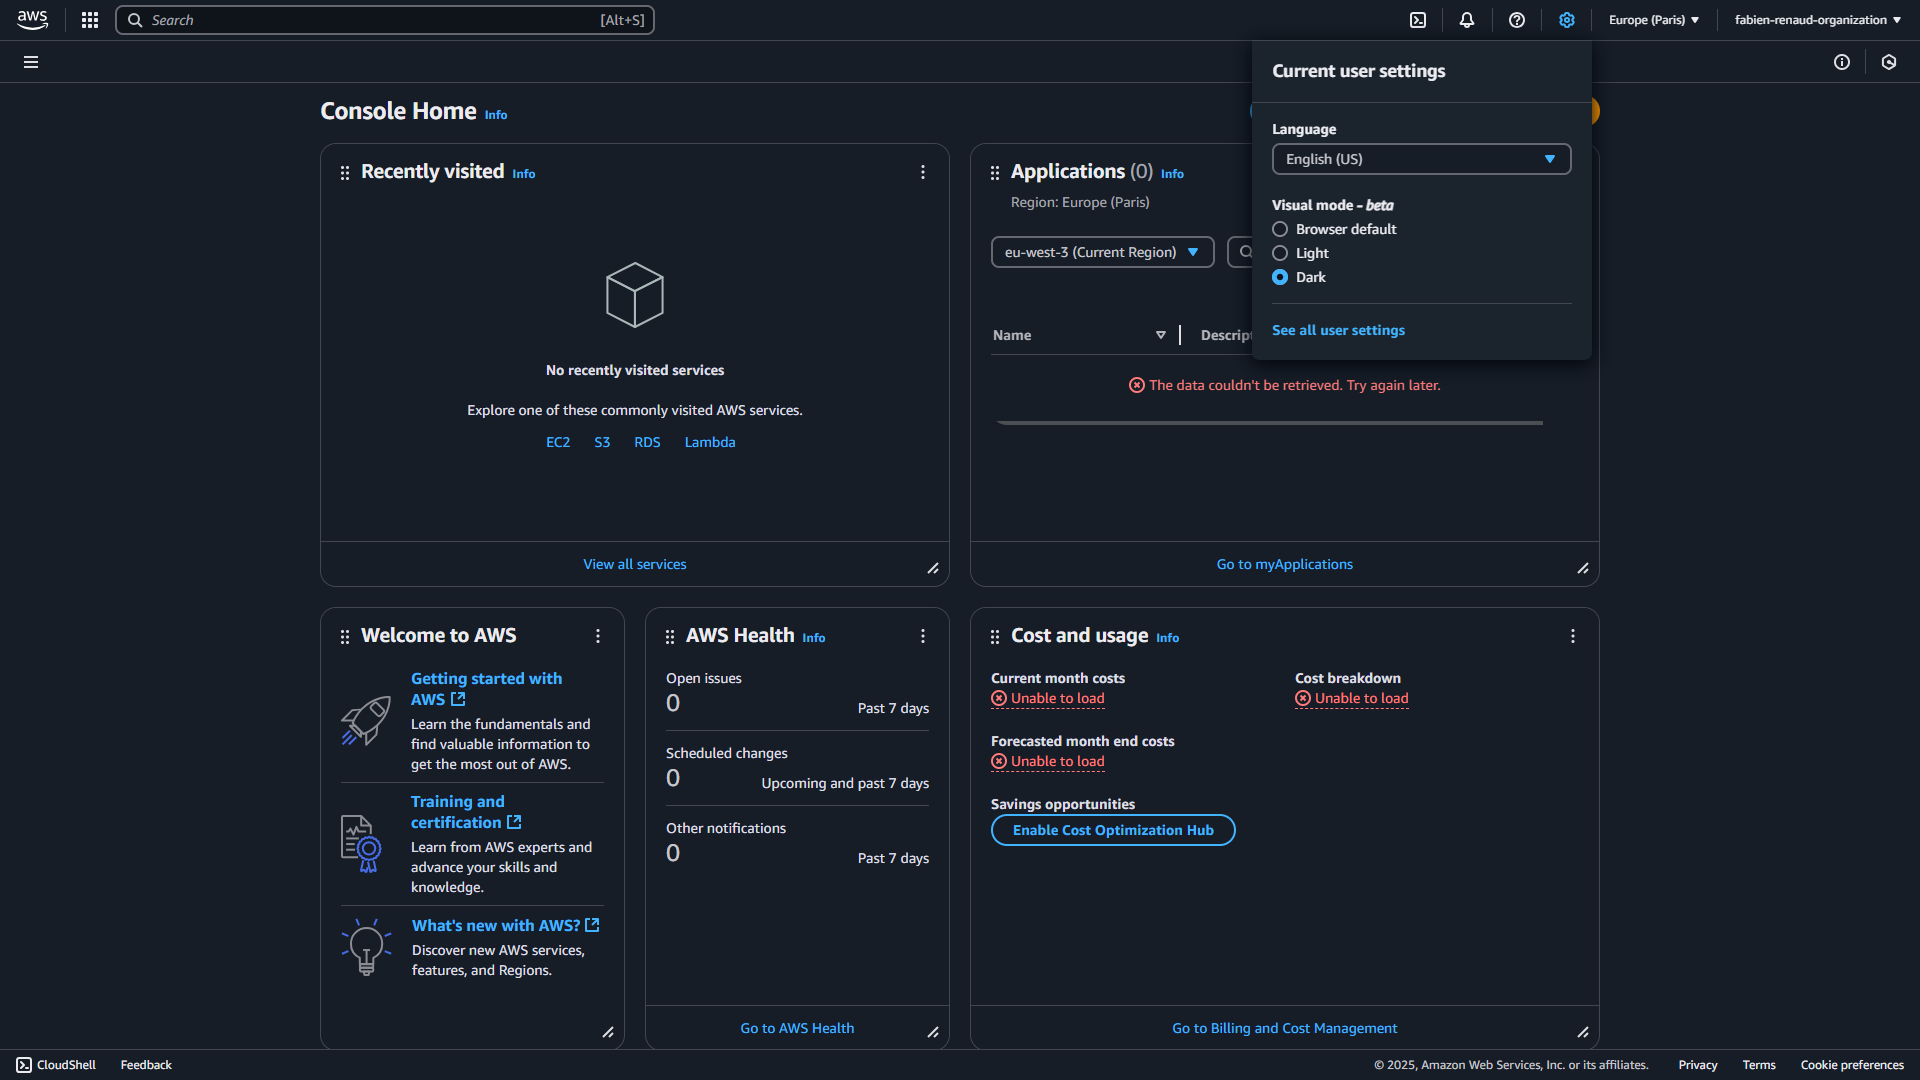 aws
Search
[Alt+S]
Europe (Paris)
fabien-renaud-organization
Current user settings
Language
English (US)
Visual mode - beta
Browser default
Light
Dark
See all user settings
Console Home Info
Recently visited Info
No recently visited services
Explore one of these commonly visited AWS services.
EC2 S3 RDS Lambda
View all services
Applications (0) Info
Region: Europe (Paris)
eu-west-3 (Current Region)
Name
Descript
The data couldn't be retrieved. Try again later.
Go to myApplications
Welcome to AWS
Getting started with
AWS
Learn the fundamentals and
find valuable information to
get the most out of AWS.
Training and
certification
Learn from AWS experts and
advance your skills and
knowledge.
What's new with AWS?
Discover new AWS services,
features, and Regions.
AWS Health Info
Open issues
0
Past 7 days
Scheduled changes
0
Upcoming and past 7 days
Other notifications
0
Past 7 days
Go to AWS Health
Cost and usage Info
Current month costs
Unable to load
Cost breakdown
Unable to load
Forecasted month end costs
Unable to load
Savings opportunities
Enable Cost Optimization Hub
Go to Billing and Cost Management
CloudShell
Feedback
© 2025, Amazon Web Services, Inc. or its affiliates.
Privacy
Terms
Cookie preferences